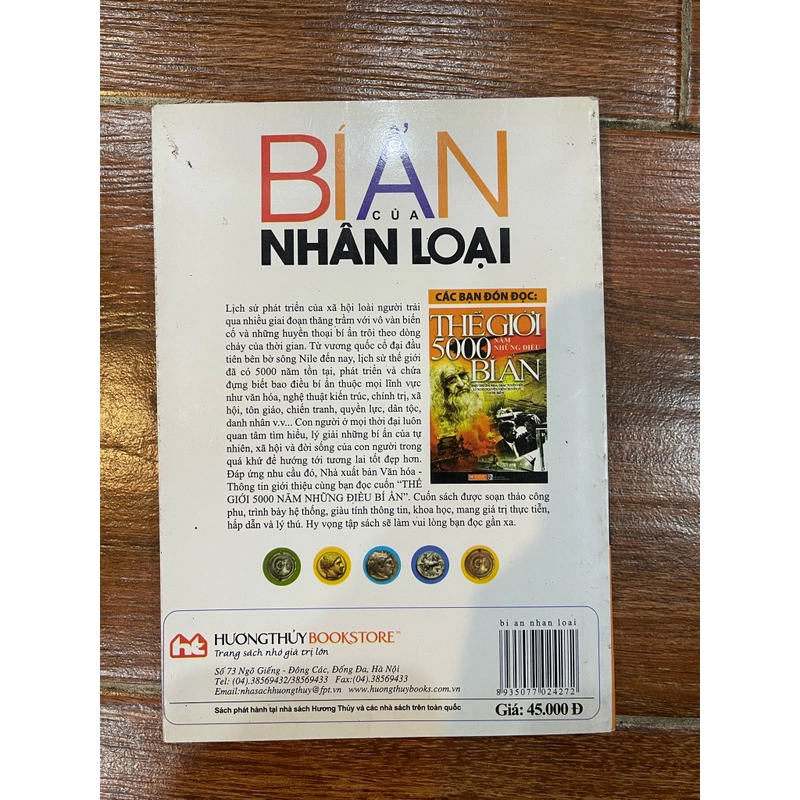 BÍ ẨN
CỦA
NHÂN LOẠI
Lịch sử phát triển của xã hội loài người trải
qua nhiều giai đoạn thăng trầm với vô vàn biến
cố và những huyền thoại bí ẩn trôi theo dòng
chảy của thời gian. Từ vương quốc cổ đại đầu
tiên bên bờ sông Nile đến nay, lịch sử thế giới
đã có 5000 năm tồn tại, phát triển và chứa
đựng biết bao điều bí ẩn thuộc mọi lĩnh vực
như văn hóa, nghệ thuật kiến trúc, chính trị, xã
hội, tôn giáo, chiến tranh, quyền lực, dân tộc,
danh nhân v.v... Con người ở mọi thời đại luôn
quan tâm tìm hiểu, lý giải những bí ẩn của tự
nhiên, xã hội và đời sống của con người trong
quá khứ để hướng tới tương lai tốt đẹp hơn.
Đáp ứng nhu cầu đó, Nhà xuất bản Văn hóa -
Thông tin giới thiệu cùng bạn đọc cuốn “THẾ
GIỚI 5000 NĂM NHỮNG ĐIỀU BÍ ẨN”. Cuốn sách được soạn thảo công
phu, trình bày hệ thống, giàu tính thông tin, khoa học, mang giá trị thực tiễn,
hấp dẫn và lý thú. Hy vọng tập sách sẽ làm vui lòng bạn đọc gần xa.
CÁC BẠN ĐÓN ĐỌC:
THẾ GIỚI
5000 NĂM
NHỮNG ĐIỀU
BÍ ẨN
ht HƯƠNGTHỦY BOOKSTORE™
Trang sách nhỏ giá trị lớn
Số 73 Ngõ Giếng - Đông Các, Đống Đa, Hà Nội
Tel: (04).38569432/38569433 Fax:(04).38569433
Email:nhasachhuongthuy@fpt.vn www.huongthuybooks.com.vn
Sách phát hành tại nhà sách Hương Thủy và các nhà sách trên toàn quốc
bi an nhan loai
8935077024272
Giá: 45.000 Đ